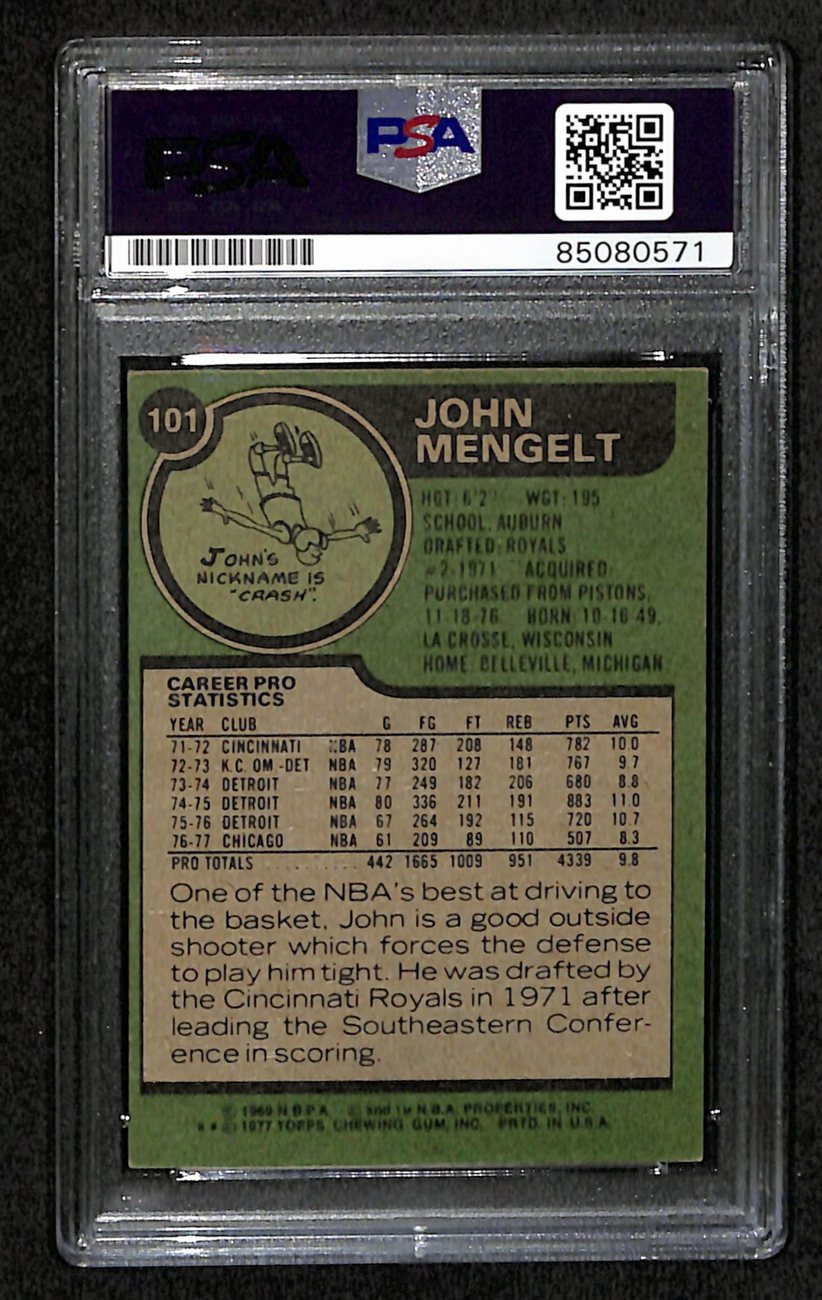 PSA
PSA
85080571
101
JOHN
MENGELT
JOHN'S
NICKNAME IS
"CRASH".
HGT: 6'2" WGT: 195
SCHOOL: AUBURN
DRAFTED: ROYALS
#2-1971 ACQUIRED:
PURCHASED FROM PISTONS,
11-18-76 BORN: 10-16-49,
LA CROSSE, WISCONSIN
HOME: BELLEVILLE, MICHIGAN
CAREER PRO
STATISTICS
YEAR CLUB G FG FT REB PTS AVG
71-72 CINCINNATI NBA 78 287 208 148 782 10.0
72-73 K.C. OM.-DET NBA 79 320 127 181 767 9.7
73-74 DETROIT NBA 77 249 182 206 680 8.8
74-75 DETROIT NBA 80 336 211 191 883 11.0
75-76 DETROIT NBA 67 264 192 115 720 10.7
76-77 CHICAGO NBA 61 209 89 110 507 8.3
PRO TOTALS .......... 442 1665 1009 951 4339 9.8
One of the NBA's best at driving to
the basket, John is a good outside
shooter which forces the defense
to play him tight. He was drafted by
the Cincinnati Royals in 1971 after
leading the Southeastern Confer-
ence in scoring.
© 1969 N.B.P.A. © and TM N.B.A. PROPERTIES, INC.
* * © 1977 TOPPS CHEWING GUM, INC. PRTD. IN U.S.A.